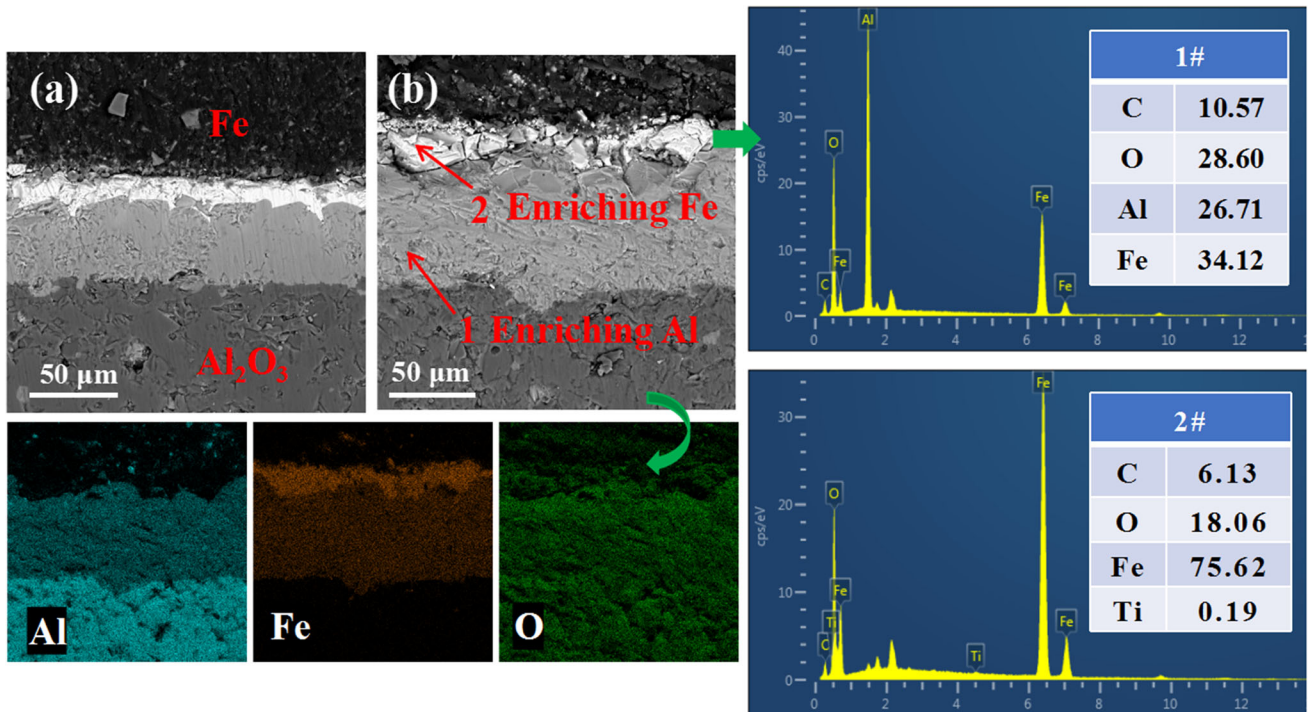 (a)
Fe
Al₂O₃
50 μm
(b)
2 Enriching Fe
1 Enriching Al
50 μm
Al
Fe
O
cps/eV
40
30
20
10
0
C
O
Fe
Al
Fe
Fe
0 2 4 6 8 10 12
1#
C 10.57
O 28.60
Al 26.71
Fe 34.12
cps/eV
30
20
10
0
C
Ti
O
Fe
Ti
Fe
Fe
0 2 4 6 8 10 12
2#
C 6.13
O 18.06
Fe 75.62
Ti 0.19